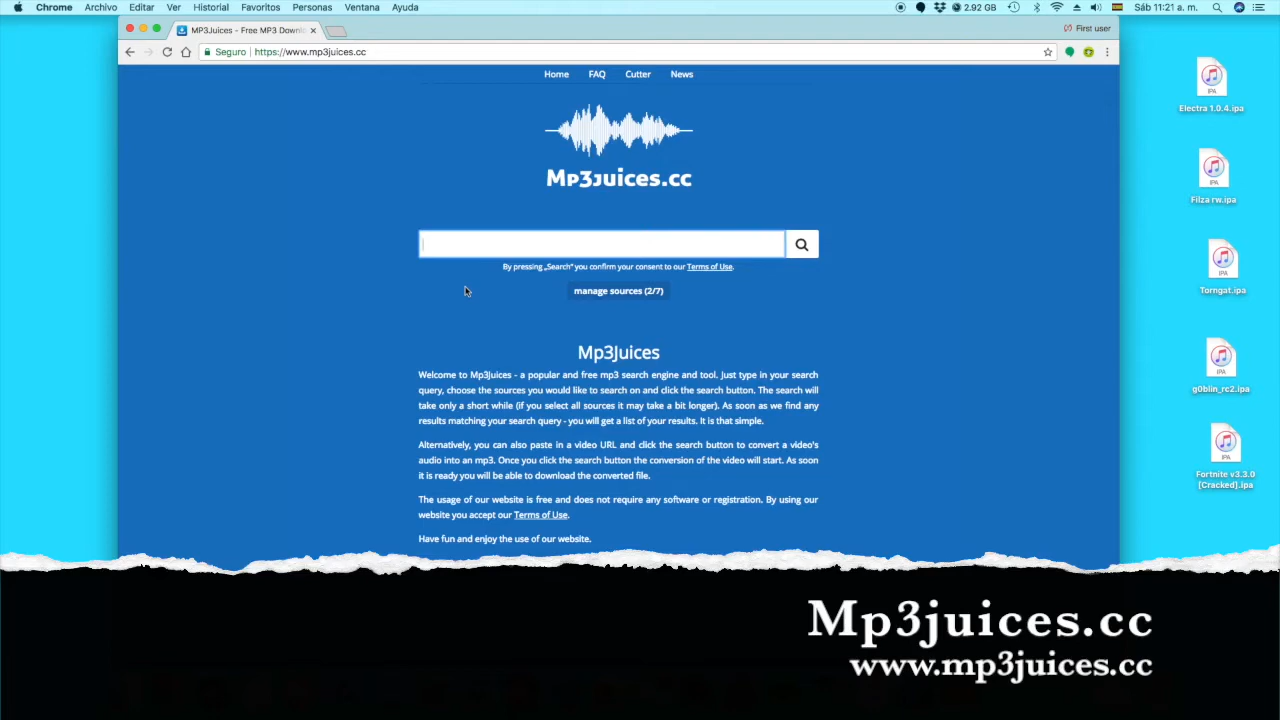 Chrome Archivo Editar Ver Historial Favoritos Personas Ventana Ayuda 2.92 GB Sáb 11:21 a. m.
MP3Juices - Free MP3 Downl First user
Seguro https://www.mp3juices.cc
Home FAQ Cutter News
Mp3juices.cc
By pressing „Search“ you confirm your consent to our Terms of Use.
manage sources (2/7)
Mp3Juices
Welcome to Mp3Juices - a popular and free mp3 search engine and tool. Just type in your search
query, choose the sources you would like to search on and click the search button. The search will
take only a short while (if you select all sources it may take a bit longer). As soon as we find any
results matching your search query - you will get a list of your results. It is that simple.
Alternatively, you can also paste in a video URL and click the search button to convert a video's
audio into an mp3. Once you click the search button the conversion of the video will start. As soon
as it is ready you will be able to download the converted file.
The usage of our website is free and does not require any software or registration. By using our
website you accept our Terms of Use.
Have fun and enjoy the use of our website.
IPA
Electra 1.0.4.ipa
IPA
Filza rw.ipa
IPA
Torngat.ipa
IPA
g0blin_rc2.ipa
IPA
Fortnite v3.3.0
[Cracked].ipa
Mp3juices.cc
www.mp3juices.cc